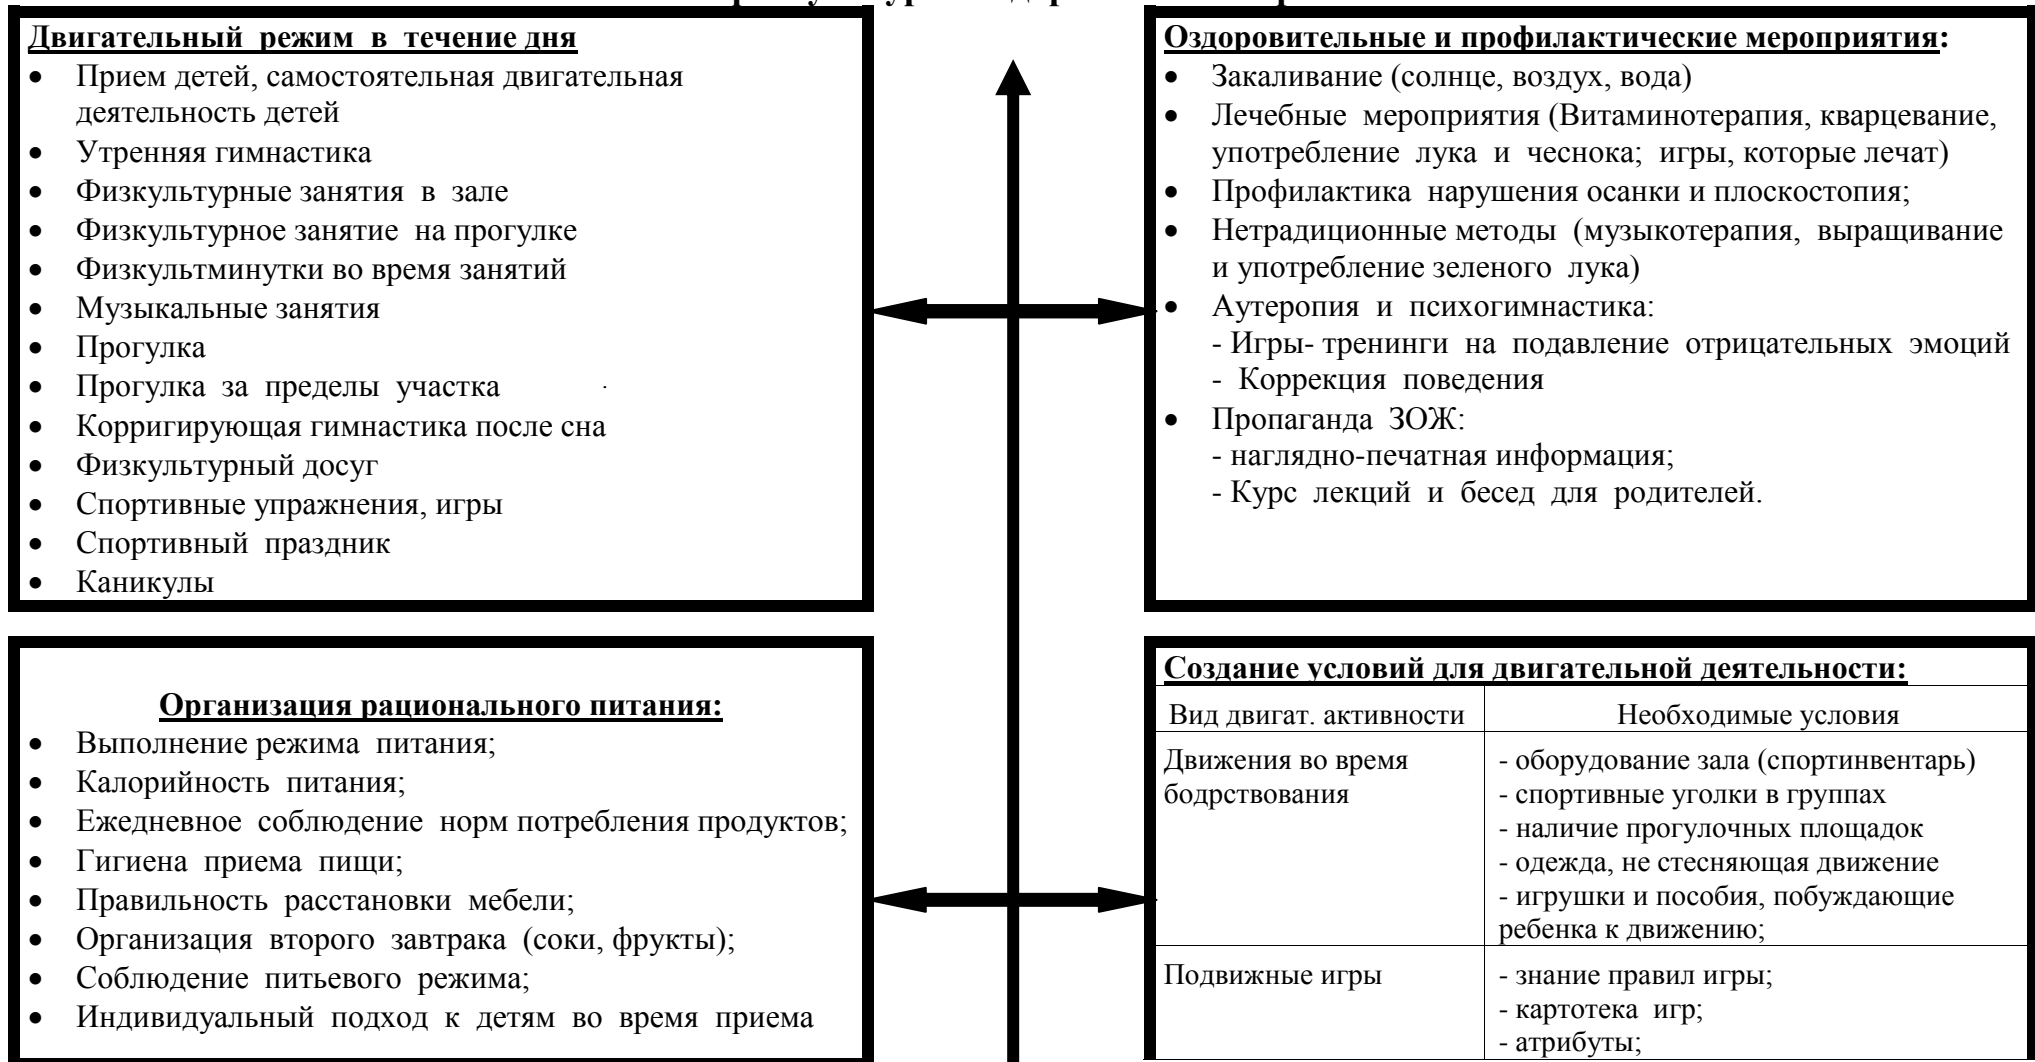 Двигательный режим в течение дня
• Прием детей, самостоятельная двигательная
деятельность детей
• Утренняя гимнастика
• Физкультурные занятия в зале
• Физкультурное занятие на прогулке
• Физкультминутки во время занятий
• Музыкальные занятия
• Прогулка
• Прогулка за пределы участка
• Корригирующая гимнастика после сна
• Физкультурный досуг
• Спортивные упражнения, игры
• Спортивный праздник
• Каникулы
Оздоровительные и профилактические мероприятия:
• Закаливание (солнце, воздух, вода)
• Лечебные мероприятия (Витаминотерапия, кварцевание,
употребление лука и чеснока; игры, которые лечат)
• Профилактика нарушения осанки и плоскостопия;
• Нетрадиционные методы (музыкотерапия, выращивание
и употребление зеленого лука)
• Аутеропия и психогимнастика:
- Игры- тренинги на подавление отрицательных эмоций
- Коррекция поведения
• Пропаганда ЗОЖ:
- наглядно-печатная информация;
- Курс лекций и бесед для родителей.
Организация рационального питания:
• Выполнение режима питания;
• Калорийность питания;
• Ежедневное соблюдение норм потребления продуктов;
• Гигиена приема пищи;
• Правильность расстановки мебели;
• Организация второго завтрака (соки, фрукты);
• Соблюдение питьевого режима;
• Индивидуальный подход к детям во время приема
Создание условий для двигательной деятельности:
Вид двигат. активности
Необходимые условия
Движения во время
бодрствования
- оборудование зала (спортинвентарь)
- спортивные уголки в группах
- наличие прогулочных площадок
- одежда, не стесняющая движение
- игрушки и пособия, побуждающие
ребенка к движению;
Подвижные игры
- знание правил игры;
- картотека игр;
- атрибуты;